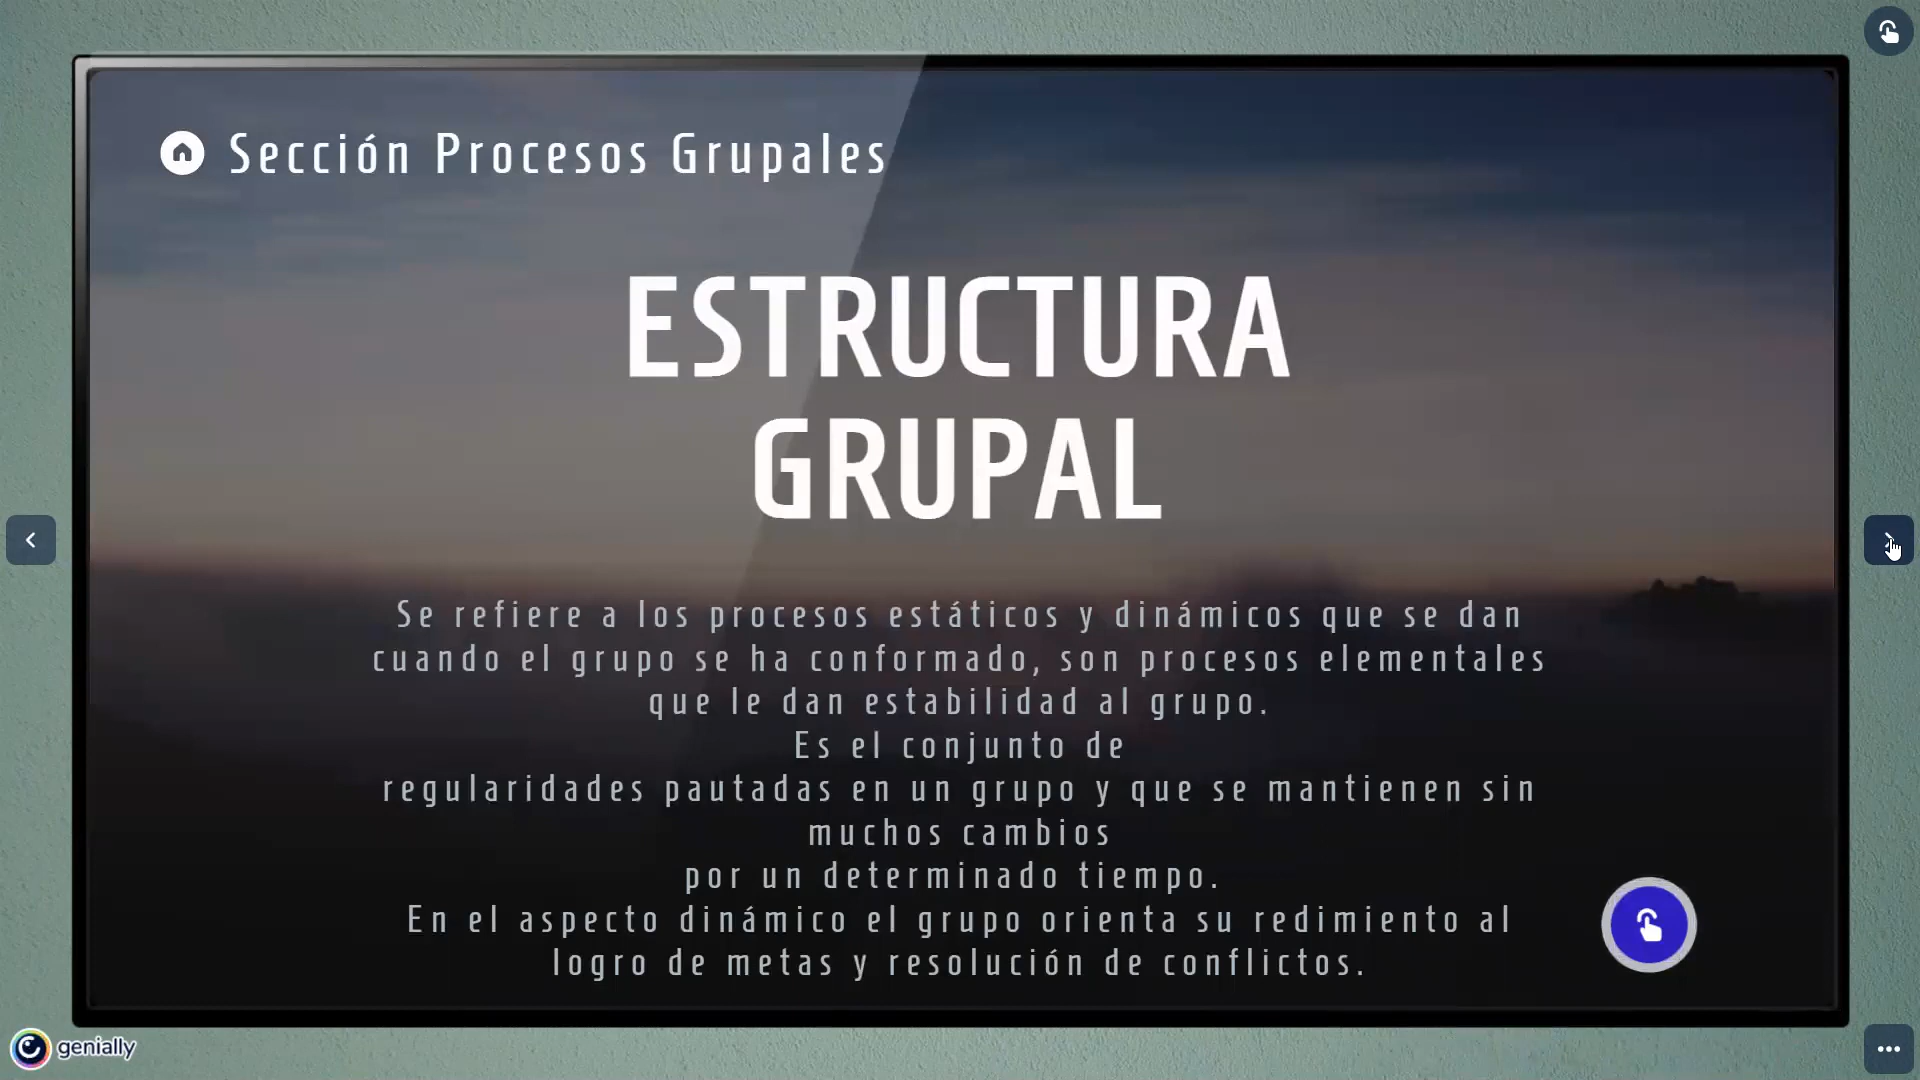 Sección Procesos Grupales
ESTRUCTURA
GRUPAL
Se refiere a los procesos estáticos y dinámicos que se dan
cuando el grupo se ha conformado, son procesos elementales
que le dan estabilidad al grupo.
Es el conjunto de
regularidades pautadas en un grupo y que se mantienen sin
muchos cambios
por un determinado tiempo.
En el aspecto dinámico el grupo orienta su redimiento al
logro de metas y resolución de conflictos.
genially